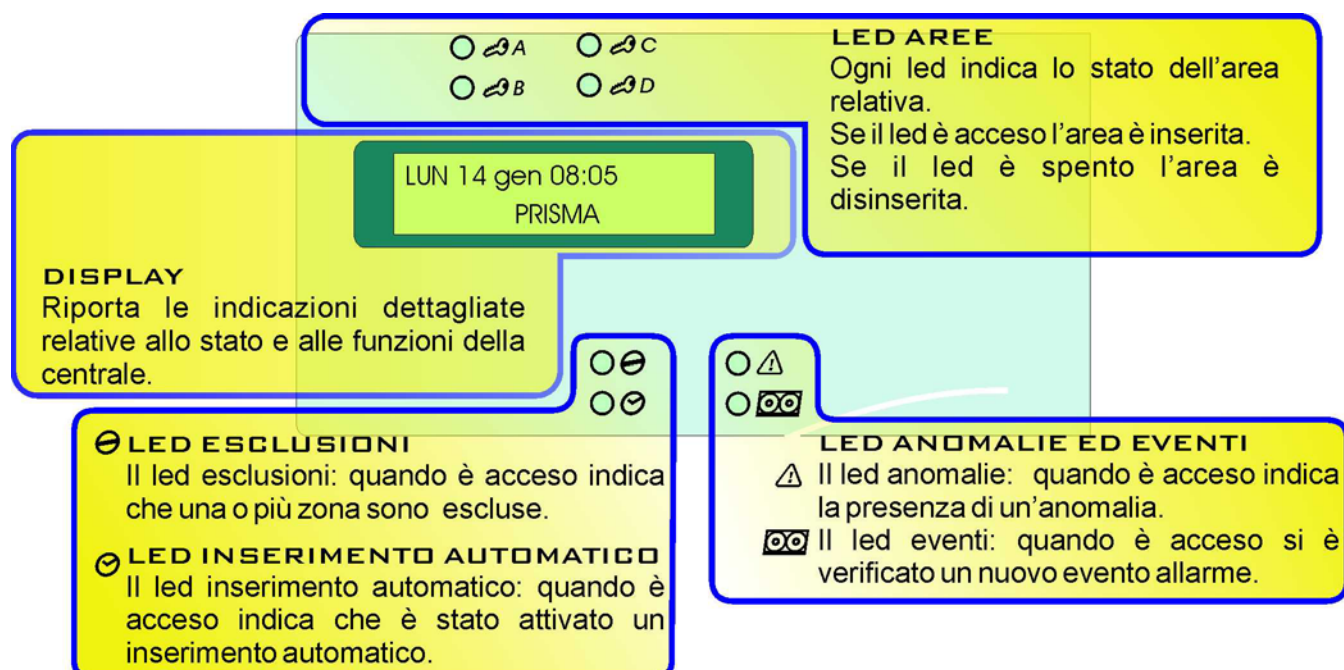 A
C
B
D
LED AREE
Ogni led indica lo stato dell'area
relativa.
Se il led è acceso l'area è inserita.
Se il led è spento l'area è
disinserita.
LUN 14 gen 08:05
PRISMA
DISPLAY
Riporta le indicazioni dettagliate
relative allo stato e alle funzioni della
centrale.
LED ESCLUSIONI
Il led esclusioni: quando è acceso indica
che una o più zona sono escluse.
LED INSERIMENTO AUTOMATICO
Il led inserimento automatico: quando è
acceso indica che è stato attivato un
inserimento automatico.
LED ANOMALIE ED EVENTI
Il led anomalie: quando è acceso indica
la presenza di un'anomalia.
Il led eventi: quando è acceso si è
verificato un nuovo evento allarme.